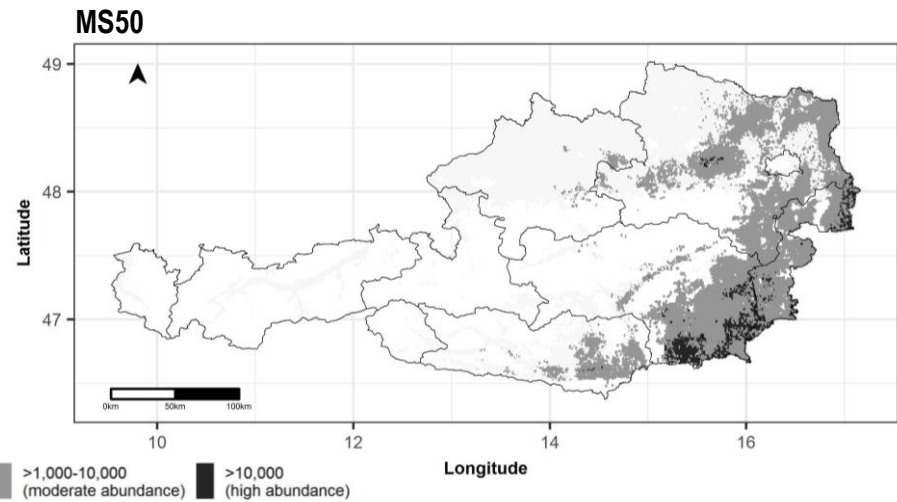 MS50
49
48
47
Latitude
0km 50km 100km
10 12 14 16
Longitude
>1,000-10,000
(moderate abundance)
>10,000
(high abundance)